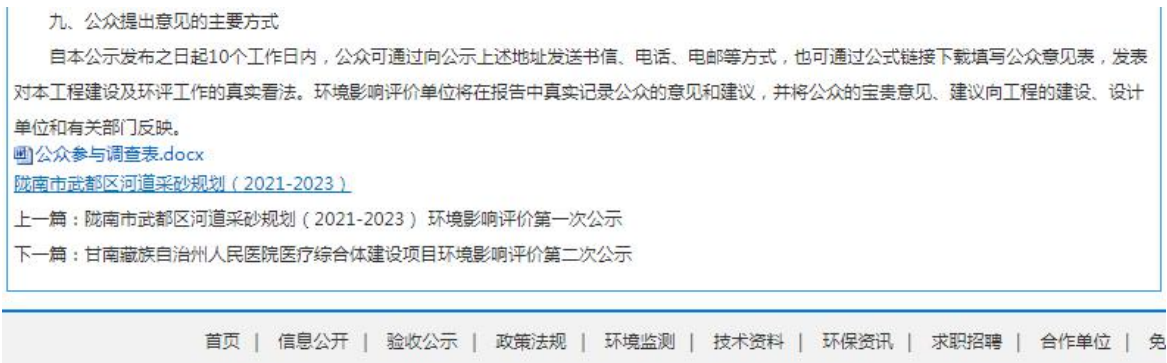 九、公众提出意见的主要方式
自本公示发布之日起10个工作日内，公众可通过向公示上述地址发送书信、电话、电邮等方式，也可通过公式链接下载填写公众意见表，发表
对本工程建设及环评工作的真实看法。环境影响评价单位将在报告中真实记录公众的意见和建议，并将公众的宝贵意见、建议向工程的建设、设计
单位和有关部门反映。
公众参与调查表.docx
陇南市武都区河道采砂规划（2021-2023）
上一篇：陇南市武都区河道采砂规划（2021-2023） 环境影响评价第一次公示
下一篇：甘南藏族自治州人民医院医疗综合体建设项目环境影响评价第二次公示
首页 | 信息公开 | 验收公示 | 政策法规 | 环境监测 | 技术资料 | 环保资讯 | 求职招聘 | 合作单位 | 免